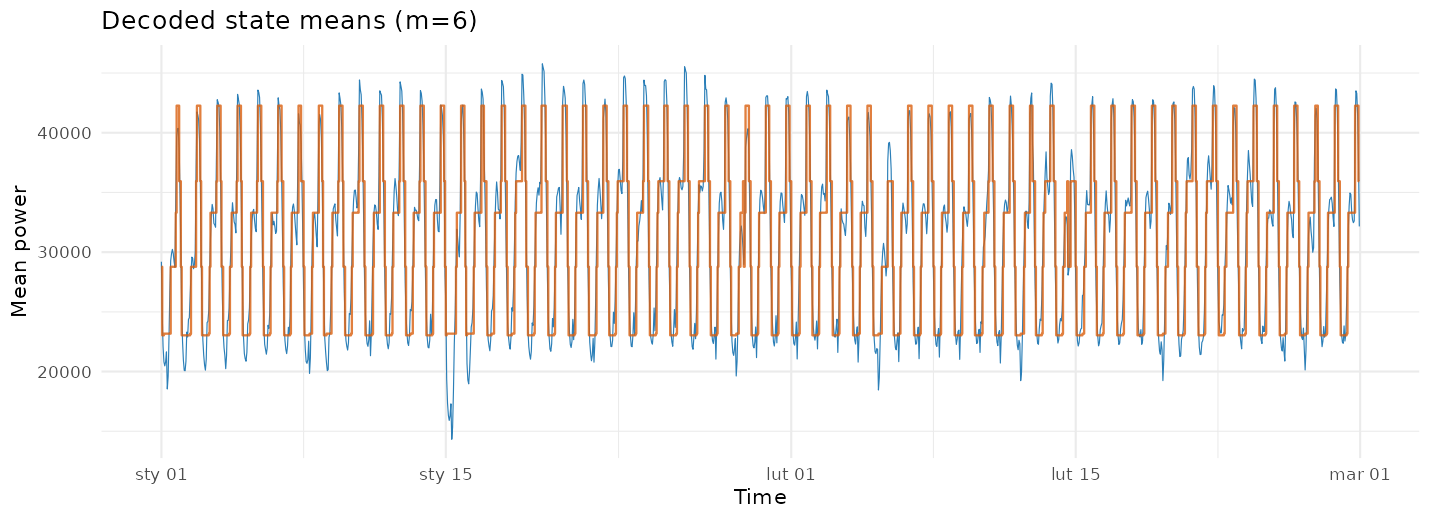 Decoded state means (m=6)
Mean power
40000
30000
20000
sty 01
sty 15
lut 01
lut 15
mar 01
Time